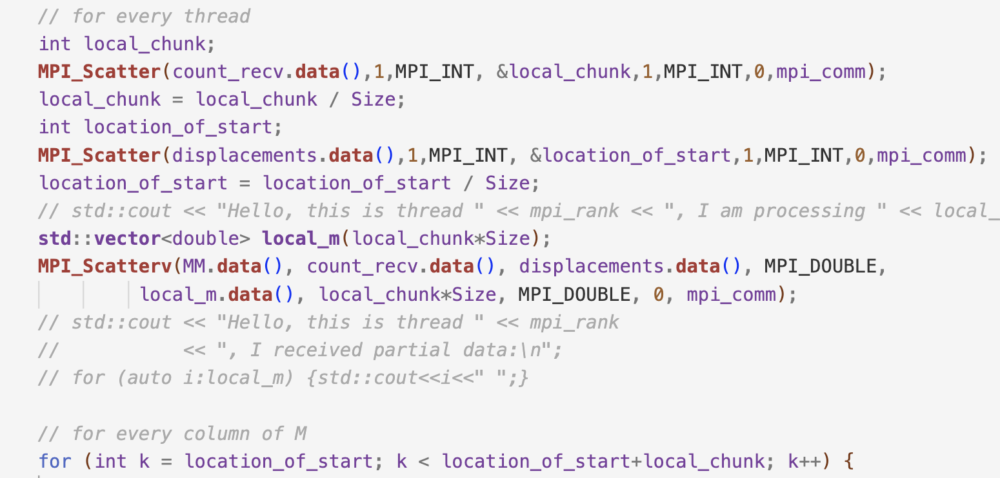 // for every thread
int local_chunk;
MPI_Scatter(count_recv.data(),1,MPI_INT, &local_chunk,1,MPI_INT,0,mpi_comm);
local_chunk = local_chunk / Size;
int location_of_start;
MPI_Scatter(displacements.data(),1,MPI_INT, &location_of_start,1,MPI_INT,0,mpi_comm);
location_of_start = location_of_start / Size;
// std::cout << "Hello, this is thread " << mpi_rank << ", I am processing " << local_
std::vector<double> local_m(local_chunk*Size);
MPI_Scatterv(MM.data(), count_recv.data(), displacements.data(), MPI_DOUBLE,
local_m.data(), local_chunk*Size, MPI_DOUBLE, 0, mpi_comm);
// std::cout << "Hello, this is thread " << mpi_rank
//           << ", I received partial data:\n";
// for (auto i:local_m) {std::cout<<i<<" ";}
// for every column of M
for (int k = location_of_start; k < location_of_start+local_chunk; k++) {